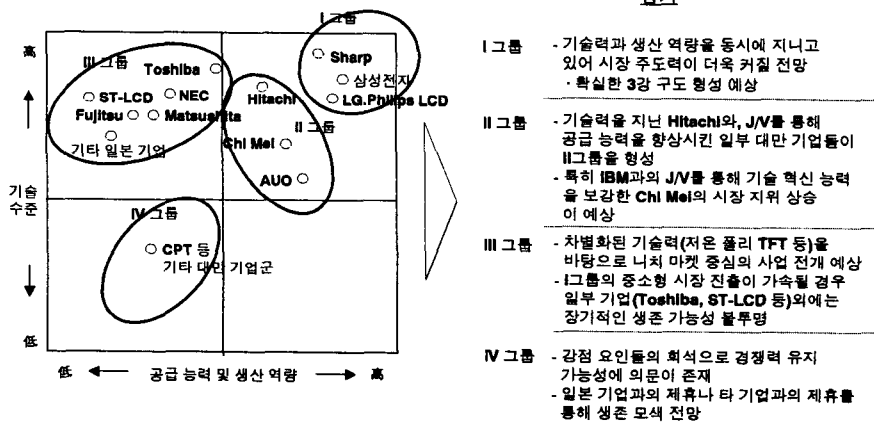 I 그룹
高
III 그룹
Toshiba
Sharp
삼성전자
ST-LCD
NEC
Hitachi
LG.Philips LCD
Fujitsu
Matsushita
II 그룹
기타 일본 기업
Chi Mei
AUO
기술
수준
IV 그룹
CPT 등
기타 대만 기업군
低
低
공급 능력 및 생산 역량
高
I 그룹 - 기술력과 생산 역량을 동시에 지니고
있어 시장 주도력이 더욱 커질 전망
· 확실한 3강 구도 형성 예상
II 그룹 - 기술력을 지닌 Hitachi와, J/V를 통해
공급 능력을 향상시킨 일부 대만 기업들이
II그룹을 형성
- 특히 IBM과의 J/V를 통해 기술 혁신 능력
을 보강한 Chi Mei의 시장 지위 상승
이 예상
III 그룹 - 차별화된 기술력(저온 폴리 TFT 등)을
바탕으로 니치 마켓 중심의 사업 전개 예상
- I그룹의 중소형 시장 진출이 가속될 경우
일부 기업(Toshiba, ST-LCD 등)외에는
장기적인 생존 가능성 불투명
IV 그룹 - 강점 요인들의 희석으로 경쟁력 유지
가능성에 의문이 존재
- 일본 기업과의 제휴나 타 기업과의 제휴를
통해 생존 모색 전망